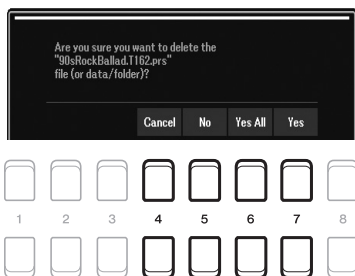 Are you sure you want to delete the
"90sRockBallad.T162.prs"
file (or data/folder)?
Cancel No Yes All Yes
1 2 3 4 5 6 7 8